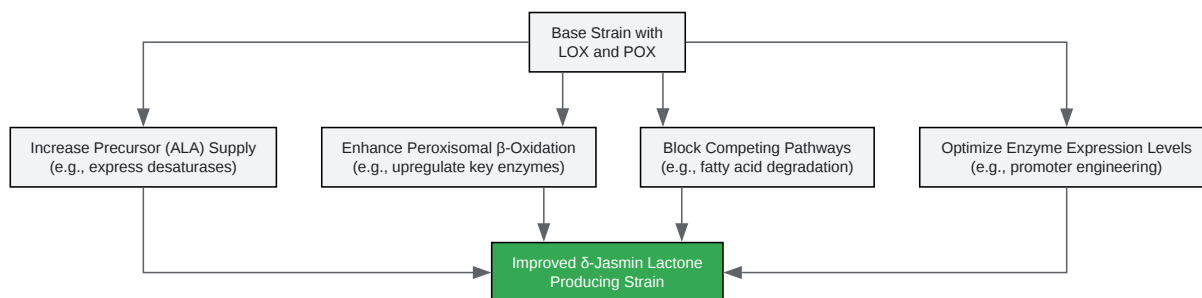 Base Strain with
LOX and POX
Increase Precursor (ALA) Supply
(e.g., express desaturases)
Enhance Peroxisomal β-Oxidation
(e.g., upregulate key enzymes)
Block Competing Pathways
(e.g., fatty acid degradation)
Optimize Enzyme Expression Levels
(e.g., promoter engineering)
Improved δ-Jasmin Lactone
Producing Strain